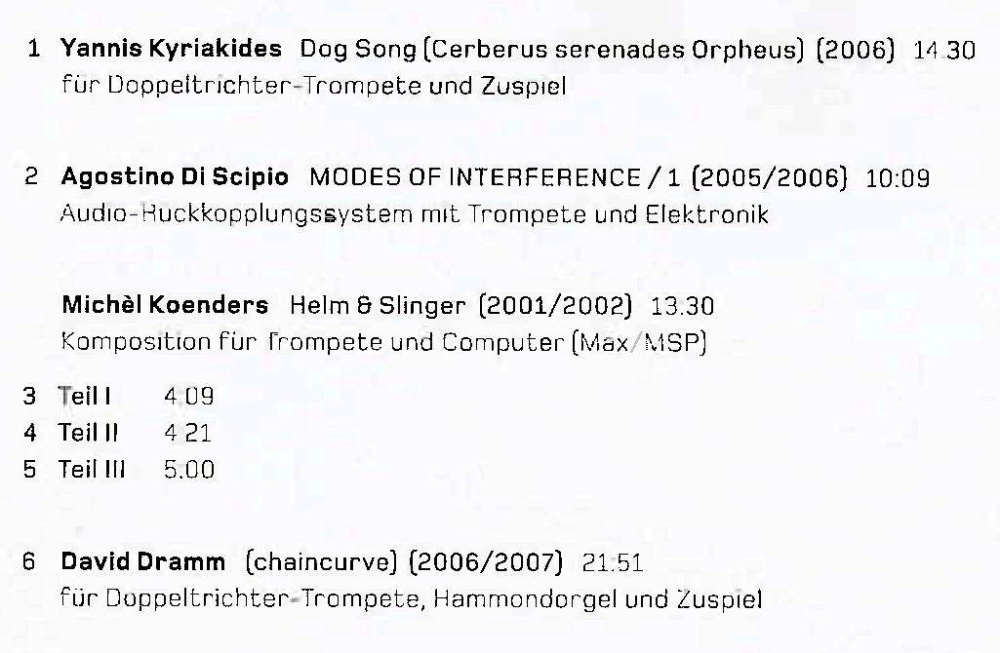 1 Yannis Kyriakides Dog Song (Cerberus serenades Orpheus) (2006) 14:30
für Doppeltrichter-Trompete und Zuspiel
2 Agostino Di Scipio MODES OF INTERFERENCE / 1 (2005/2006) 10:09
Audio-Rückkopplungssystem mit Trompete und Elektronik
Michèl Koenders Helm & Slinger (2001/2002) 13:30
Komposition für Trompete und Computer (Max/MSP)
3 Teil I 4:09
4 Teil II 4:21
5 Teil III 5:00
6 David Dramm (chaincurve) (2006/2007) 21:51
für Doppeltrichter-Trompete, Hammondorgel und Zuspiel